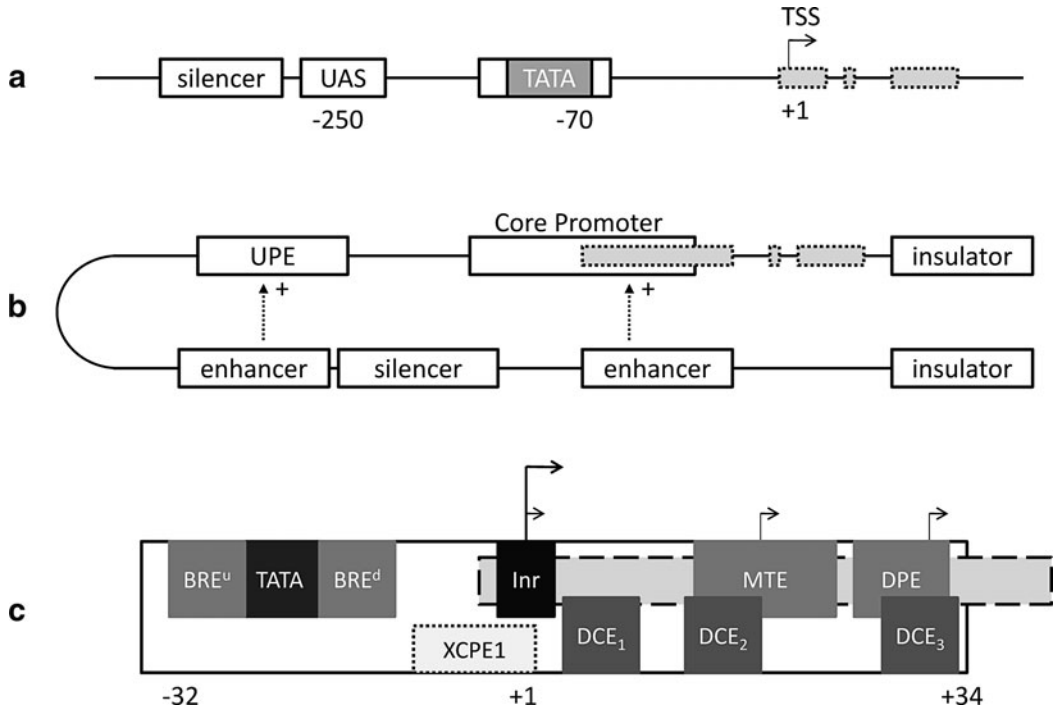 TSS
a
silencer UAS TATA
-250 -70 +1
Core Promoter
UPE insulator
+ +
b
enhancer silencer enhancer insulator
BREᵘ TATA BREᵈ Inr MTE DPE
c
XCPE1 DCE₁ DCE₂ DCE₃
-32 +1 +34